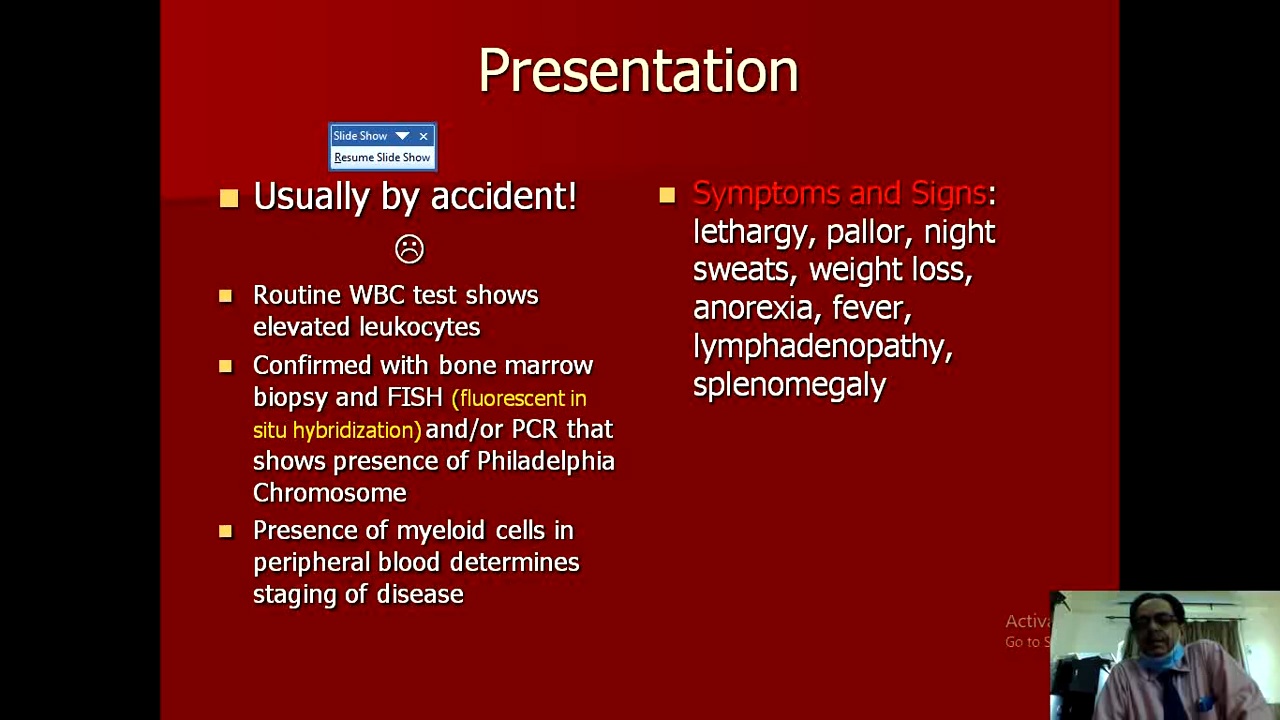 Presentation
Slide Show
Resume Slide Show
Usually by accident!
Routine WBC test shows
elevated leukocytes
Confirmed with bone marrow
biopsy and FISH (fluorescent in
situ hybridization) and/or PCR that
shows presence of Philadelphia
Chromosome
Presence of myeloid cells in
peripheral blood determines
staging of disease
Symptoms and Signs:
lethargy, pallor, night
sweats, weight loss,
anorexia, fever,
lymphadenopathy,
splenomegaly
Activa
Go to S